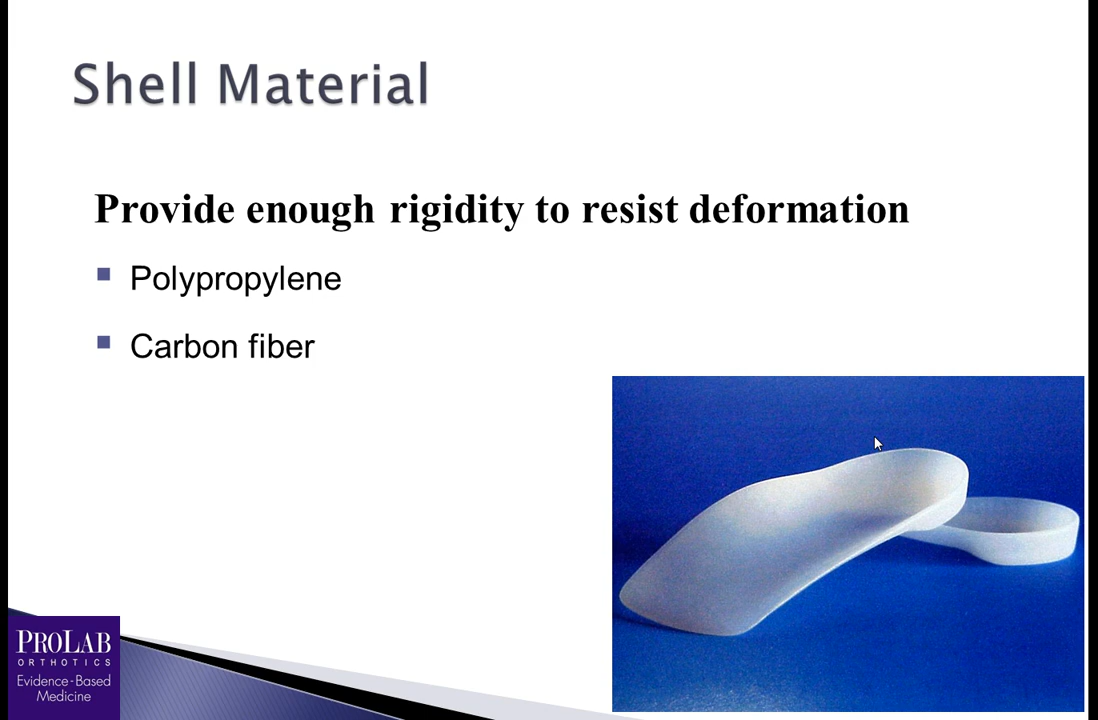 Shell Material
Provide enough rigidity to resist deformation
Polypropylene
Carbon fiber
PROLAB
ORTHOTICS
Evidence-Based
Medicine